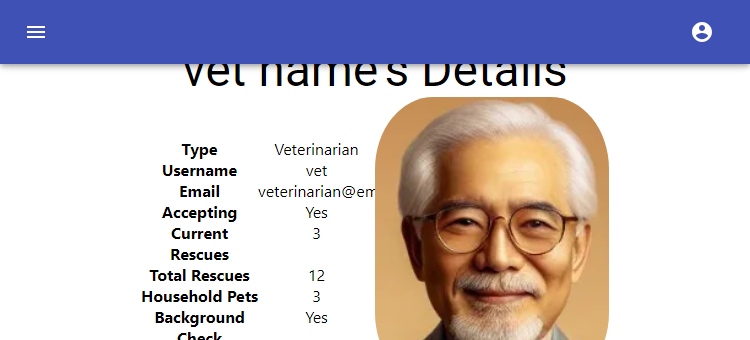 vet name's Details
Type Veterinarian
Username vet
Email veterinarian@em
Accepting Yes
Current 3
Rescues
Total Rescues 12
Household Pets 3
Background Yes
Check